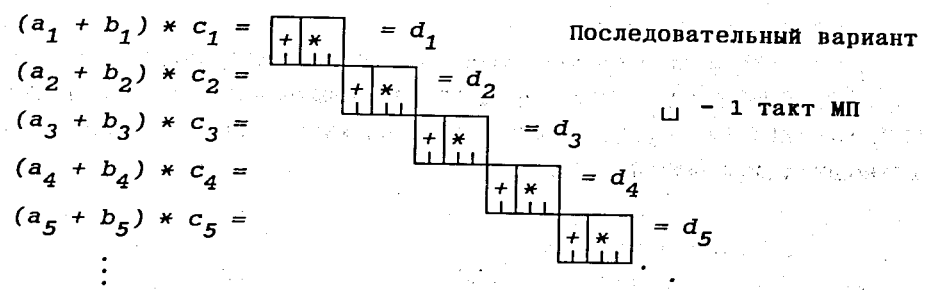 (a₁ + b₁) * c₁ = + * = d₁ Последовательный вариант
(a₂ + b₂) * c₂ = + * = d₂
⊔ - 1 такт МП
(a₃ + b₃) * c₃ = + * = d₃
(a₄ + b₄) * c₄ = + * = d₄
(a₅ + b₅) * c₅ = + * = d₅
⋮